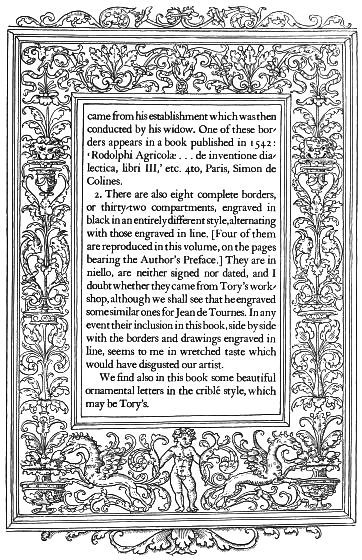 came from his establishment which was then
conducted by his widow. One of these bor-
ders appears in a book published in 1542:
'Rodolphi Agricolæ . . . de inventione dia-
lectica, libri III,' etc. 4to, Paris, Simon de
Colines.
2. There are also eight complete borders,
or thirty-two compartments, engraved in
black in an entirely different style, alternating
with those engraved in line. [Four of them
are reproduced in this volume, on the pages
bearing the Author's Preface.] They are in
niello, are neither signed nor dated, and I
doubt whether they came from Tory's work-
shop, although we shall see that he engraved
some similar ones for Jean de Tournes. In any
event their inclusion in this book, side by side
with the borders and drawings engraved in
line, seems to me in wretched taste which
would have disgusted our artist.
We find also in this book some beautiful
ornamental letters in the criblé style, which
may be Tory's.